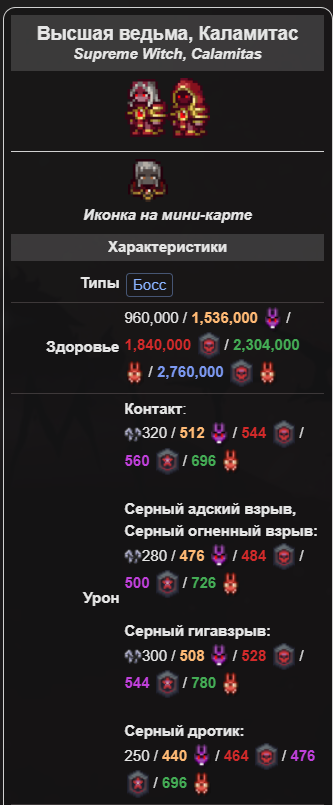 Высшая ведьма, Каламитас
Supreme Witch, Calamitas
Иконка на мини-карте
Характеристики
Типы Босс
Здоровье
960,000 / 1,536,000 /
1,840,000 / 2,304,000
/ 2,760,000
Урон
Контакт:
320 / 512 / 544 /
560 / 696
Серный адский взрыв,
Серный огненный взрыв:
280 / 476 / 484 /
500 / 726
Серный гигавзрыв:
300 / 508 / 528 /
544 / 780
Серный дротик:
250 / 440 / 464 / 476
/ 696